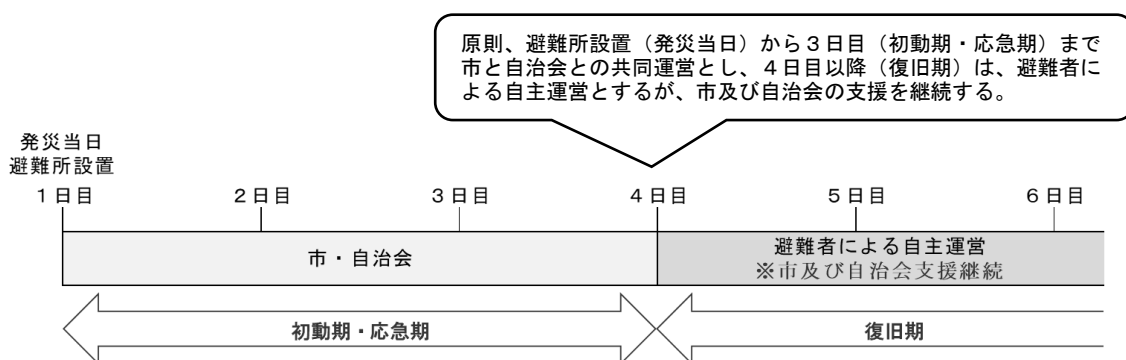 原則、避難所設置（発災当日）から３日目（初動期・応急期）まで
市と自治会との共同運営とし、４日目以降（復旧期）は、避難者に
よる自主運営とするが、市及び自治会の支援を継続する。
発災当日
避難所設置
１日目
２日目
３日目
４日目
５日目
６日目
市・自治会
避難者による自主運営
※市及び自治会支援継続
初動期・応急期
復旧期